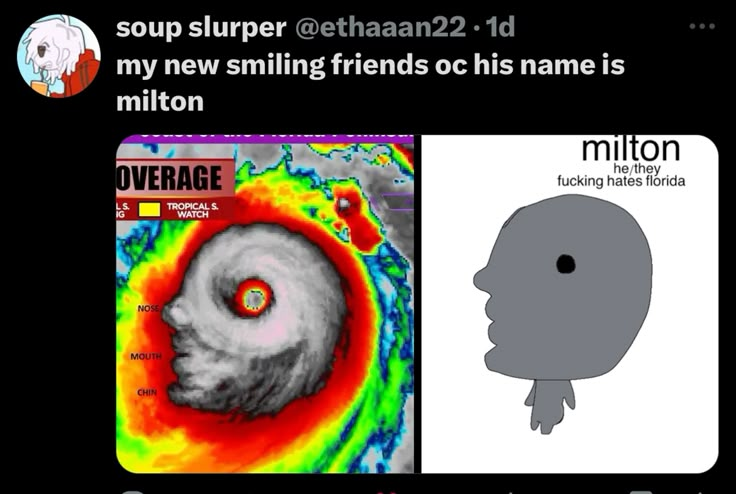 soup slurper @ethaaan22 · 1d
my new smiling friends oc his name is
milton
OVERAGE
TROPICAL S.
WATCH
NOSE
MOUTH
CHIN
milton
he/they
fucking hates florida